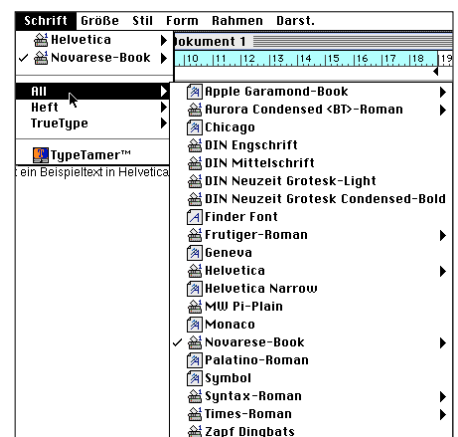 Schrift Größe Stil Form Rahmen Darst.
Helvetica
Novarese-Book
Dokument 1
10 11 12 13 14 15 16 17 18 19
All
Heft
TrueType
TypeTamer™
ein Beispieltext in Helvetica
Apple Garamond-Book
Aurora Condensed <BT>-Roman
Chicago
DIN Engschrift
DIN Mittelschrift
DIN Neuzeit Grotesk-Light
DIN Neuzeit Grotesk Condensed-Bold
Finder Font
Frutiger-Roman
Geneva
Helvetica
Helvetica Narrow
MW Pi-Plain
Monaco
Novarese-Book
Palatino-Roman
Symbol
Syntax-Roman
Times-Roman
Zapf Dingbats